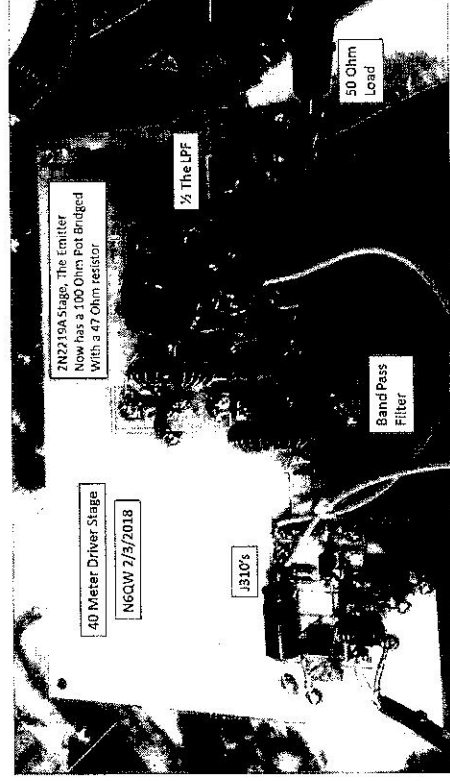 40 Meter Driver Stage
N6QW 2/3/2018
2N2219A Stage, The Emitter
Now has a 100 Ohm Pot Bridged
With a 47 Ohm resistor
½ The LPF
50 Ohm
Load
J310's
Band Pass
Filter